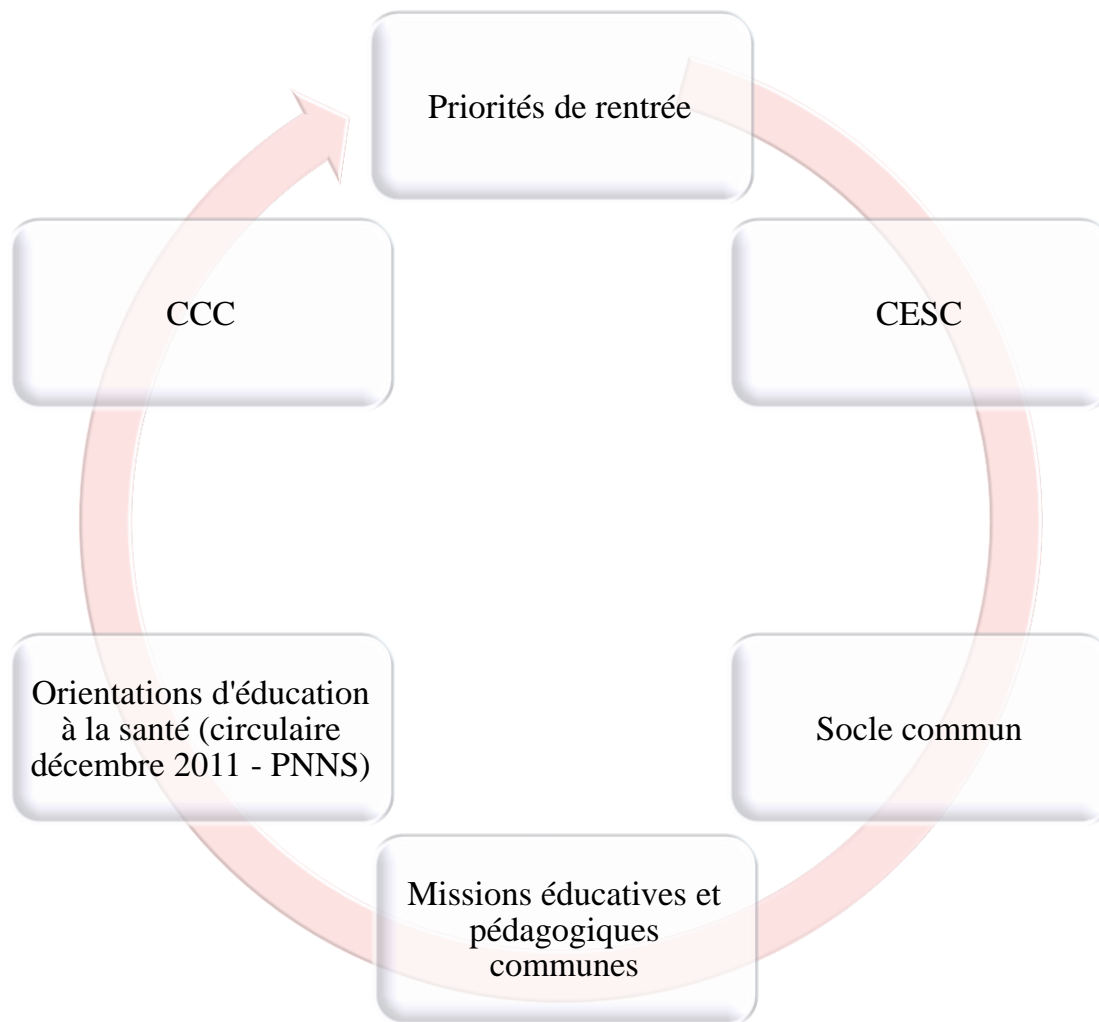 Priorités de rentrée
CCC
CESC
Orientations d'éducation
à la santé (circulaire
décembre 2011 - PNNS)
Socle commun
Missions éducatives et
pédagogiques
communes